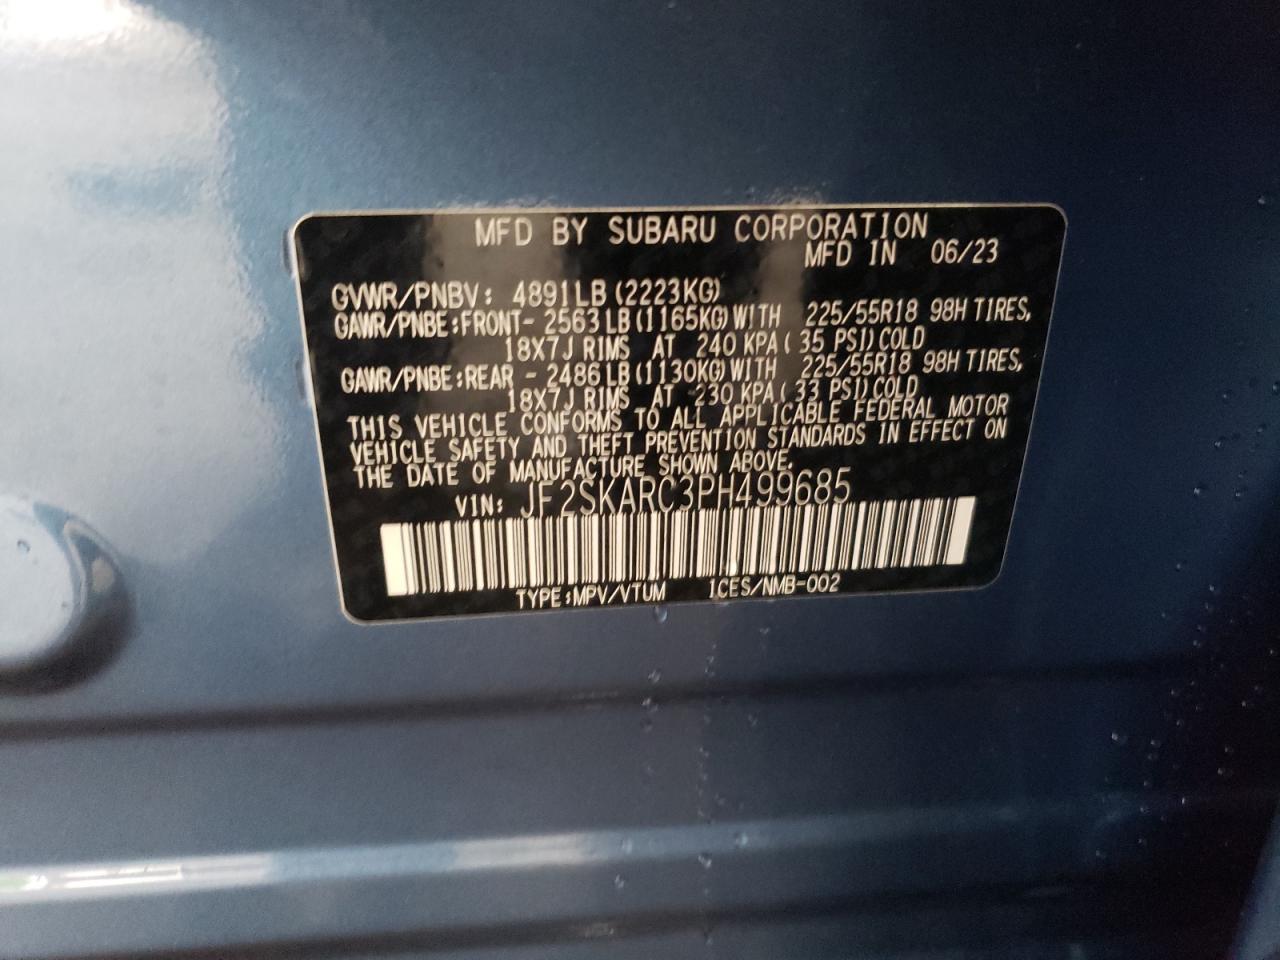 MFD BY SUBARU CORPORATION
MFD IN 06/23
GVWR/PNBV: 4891LB(2223KG)
GAWR/PNBE:FRONT- 2563LB(1165KG)WITH 225/55R18 98H TIRES,
18X7J RIMS AT 240 KPA( 35 PSI)COLD
GAWR/PNBE:REAR - 2486LB(1130KG)WITH 225/55R18 98H TIRES,
18X7J RIMS AT 230 KPA( 33 PSI)COLD
THIS VEHICLE CONFORMS TO ALL APPLICABLE FEDERAL MOTOR
VEHICLE SAFETY AND THEFT PREVENTION STANDARDS IN EFFECT ON
THE DATE OF MANUFACTURE SHOWN ABOVE.
VIN: JF2SKARC3PH499685
TYPE:MPV/VTUM ICES/NMB-002